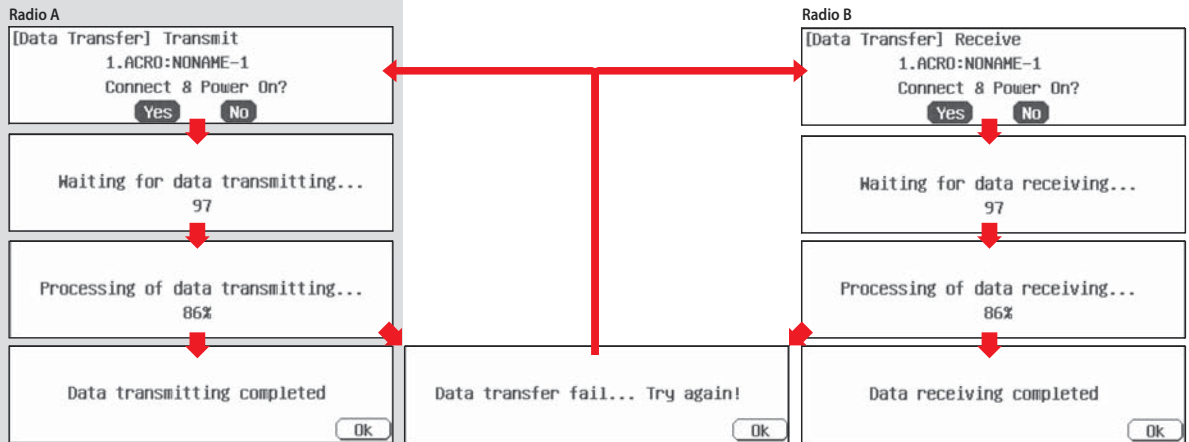 Radio A
[Data Transfer] Transmit
1.ACRO:NONAME-1
Connect & Power On?
Yes No
Waiting for data transmitting...
97
Processing of data transmitting...
86%
Data transmitting completed
Ok
Data transfer fail... Try again!
Ok
Radio B
[Data Transfer] Receive
1.ACRO:NONAME-1
Connect & Power On?
Yes No
Waiting for data receiving...
97
Processing of data receiving...
86%
Data receiving completed
Ok